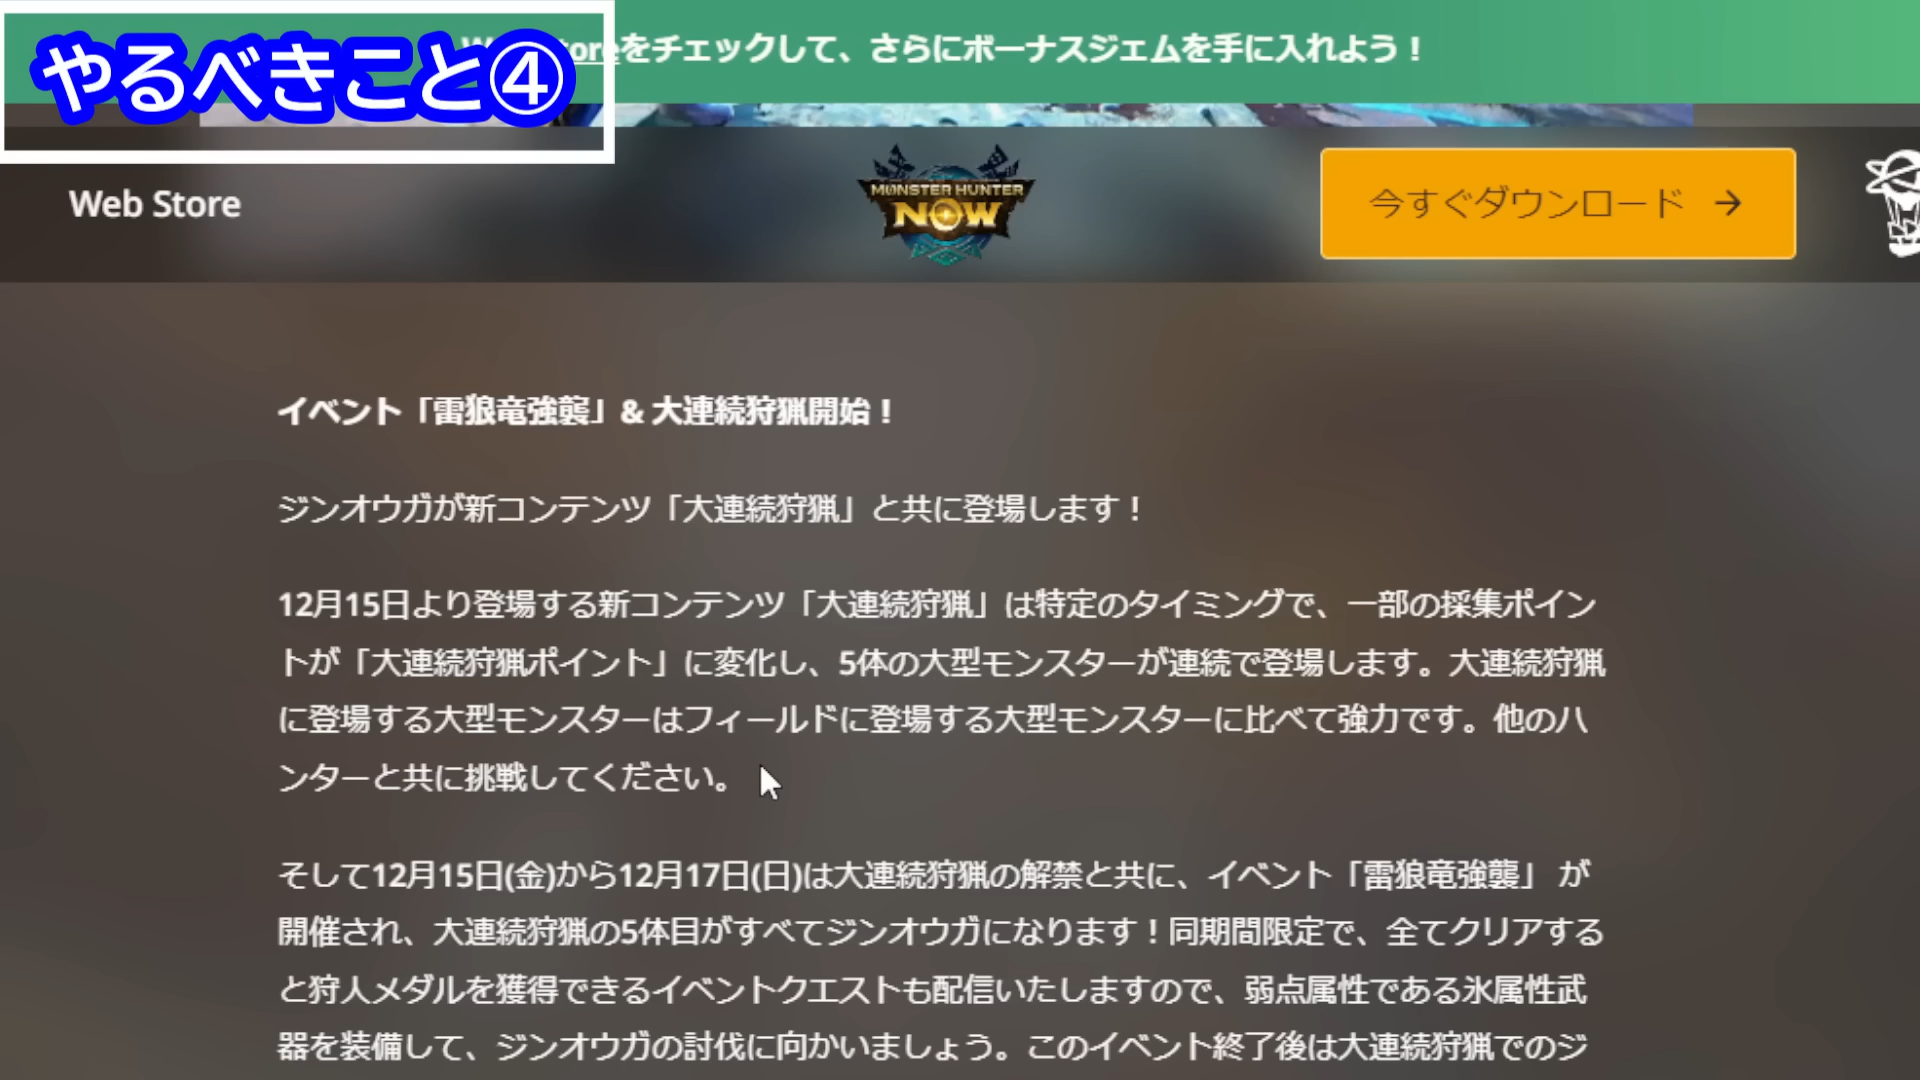 やるべきこと④
Web Storeをチェックして、さらにボーナスジェムを手に入れよう！
Web Store
MONSTER HUNTER
NOW
今すぐダウンロード →
イベント「雷狼竜強襲」& 大連続狩猟開始！
ジンオウガが新コンテンツ「大連続狩猟」と共に登場します！
12月15日より登場する新コンテンツ「大連続狩猟」は特定のタイミングで、一部の採集ポイン
トが「大連続狩猟ポイント」に変化し、5体の大型モンスターが連続で登場します。大連続狩猟
に登場する大型モンスターはフィールドに登場する大型モンスターに比べて強力です。他のハ
ンターと共に挑戦してください。
そして12月15日(金)から12月17日(日)は大連続狩猟の解禁と共に、イベント「雷狼竜強襲」 が
開催され、大連続狩猟の5体目がすべてジンオウガになります！同期間限定で、全てクリアする
と狩人メダルを獲得できるイベントクエストも配信いたしますので、弱点属性である氷属性武
器を装備して、ジンオウガの討伐に向かいましょう。このイベント終了後は大連続狩猟でのジ